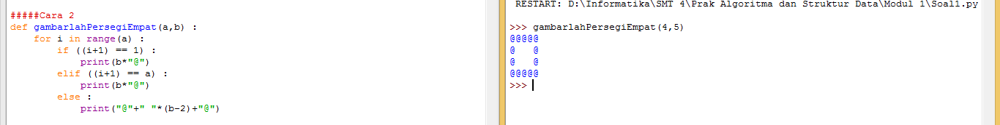 #####Cara 2
def gambarlahPersegiEmpat(a,b) :
    for i in range(a) :
        if ((i+1) == 1) :
            print(b*"@")
        elif ((i+1) == a) :
            print(b*"@")
        else :
            print("@"+" "*(b-2)+"@")
RESTART: D:\Informatika\SMT 4\Prak Algoritma dan Struktur Data\Modul 1\Soal1.py
>>> gambarlahPersegiEmpat(4,5)
@@@@@
@   @
@   @
@@@@@
>>>